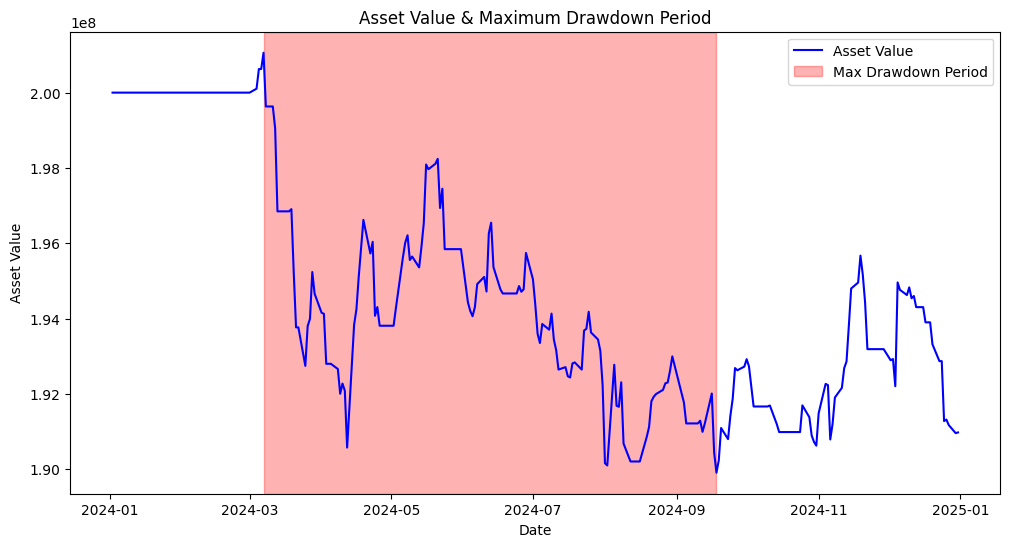 Asset Value & Maximum Drawdown Period
1e8
Asset Value
Max Drawdown Period
2.00
1.98
1.96
1.94
1.92
1.90
Asset Value
2024-01
2024-03
2024-05
2024-07
2024-09
2024-11
2025-01
Date